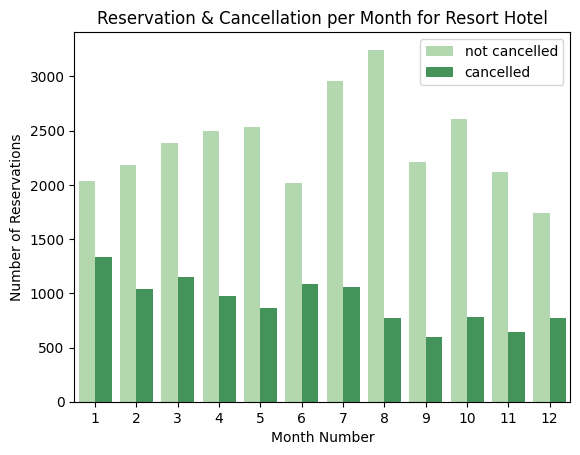 Reservation & Cancellation per Month for Resort Hotel
not cancelled
cancelled
Number of Reservations
3000
2500
2000
1500
1000
500
0
1 2 3 4 5 6 7 8 9 10 11 12
Month Number